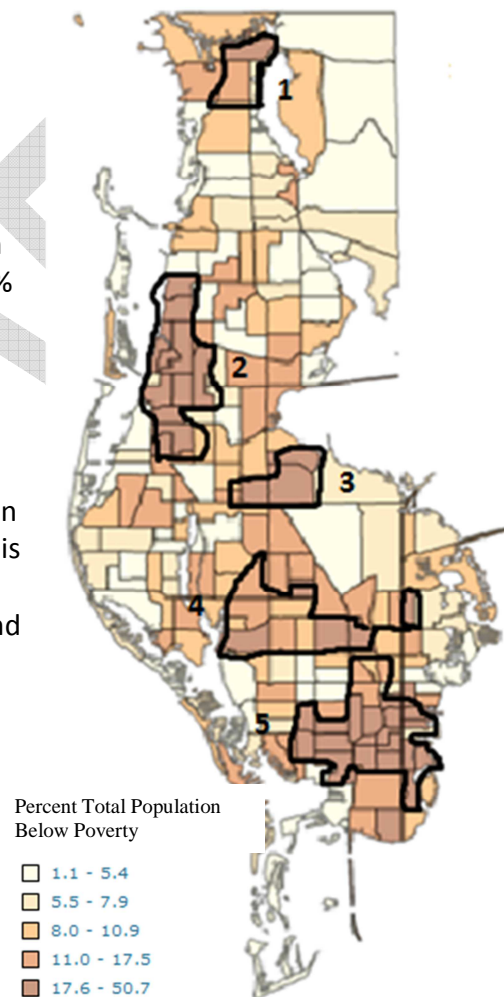 1
%
2
3
n
is
4
nd
5
Percent Total Population
Below Poverty
1.1 - 5.4
5.5 - 7.9
8.0 - 10.9
11.0 - 17.5
17.6 - 50.7